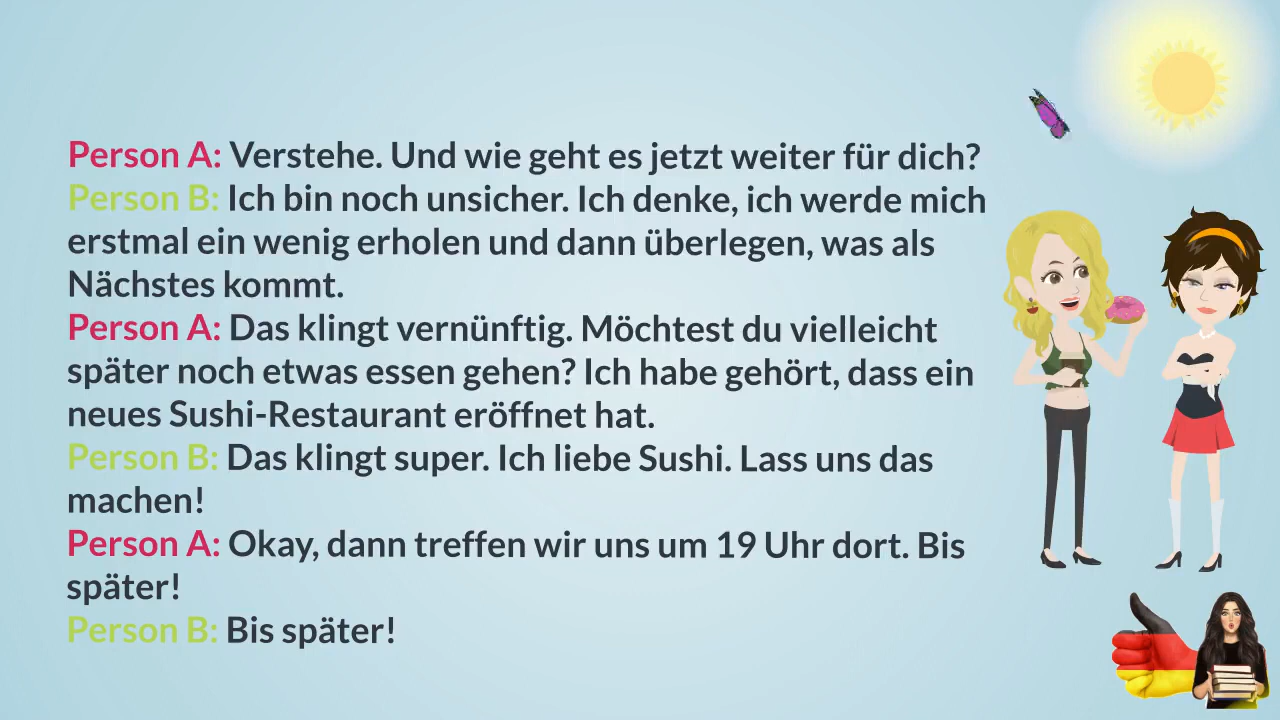 Person A: Verstehe. Und wie geht es jetzt weiter für dich?
Person B: Ich bin noch unsicher. Ich denke, ich werde mich
erstmal ein wenig erholen und dann überlegen, was als
Nächstes kommt.
Person A: Das klingt vernünftig. Möchtest du vielleicht
später noch etwas essen gehen? Ich habe gehört, dass ein
neues Sushi-Restaurant eröffnet hat.
Person B: Das klingt super. Ich liebe Sushi. Lass uns das
machen!
Person A: Okay, dann treffen wir uns um 19 Uhr dort. Bis
später!
Person B: Bis später!